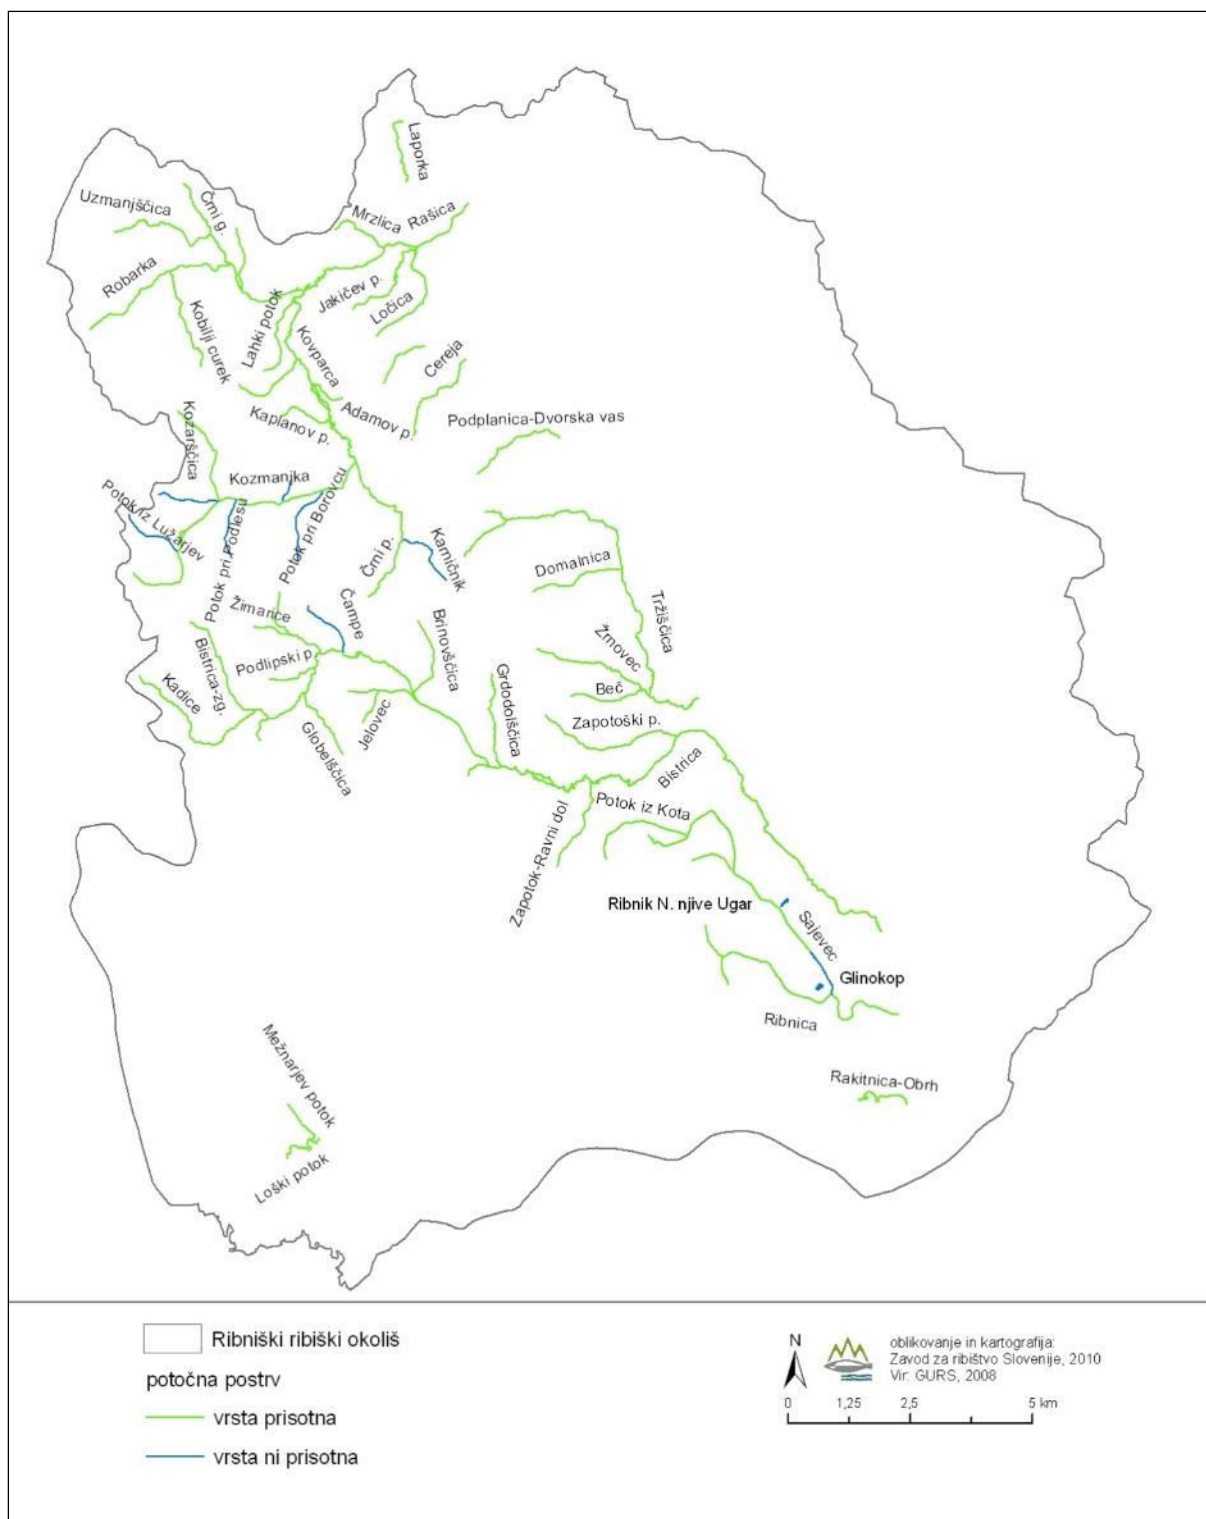 Laporka
Uzmanjščica
Črni g.
Mrzlica
Rašica
Robarka
Jakičev p.
Ločica
Kobilji curek
Lahki potok
Kovparca
Cereja
Kozarščica
Kaplanov p.
Adamov p.
Podplanica-Dvorska vas
Kozmanjka
Potok iz Lužarjev
Potok pri Podlesu
Potok pri Borovcu
Črni p.
Kamičnik
Domalnica
Tržiščica
Žimarice
Čampe
Brinovščica
Žrnovec
Podlipski p.
Bistrica-zg.
Kadice
Beč
Grdodolščica
Zapotoški p.
Jelovec
Globelščica
Bistrica
Potok iz Kota
Zapotok-Ravni dol
Ribnik N. njive Ugar
Sajevec
Glinokop
Ribnica
Mežnarjev potok
Rakitnica-Obrh
Loški potok
Ribniški ribiški okoliš
potočna postrv
vrsta prisotna
vrsta ni prisotna
N
oblikovanje in kartografija:
Zavod za ribištvo Slovenije, 2010
Vir: GURS, 2008
0 1,25 2,5 5 km